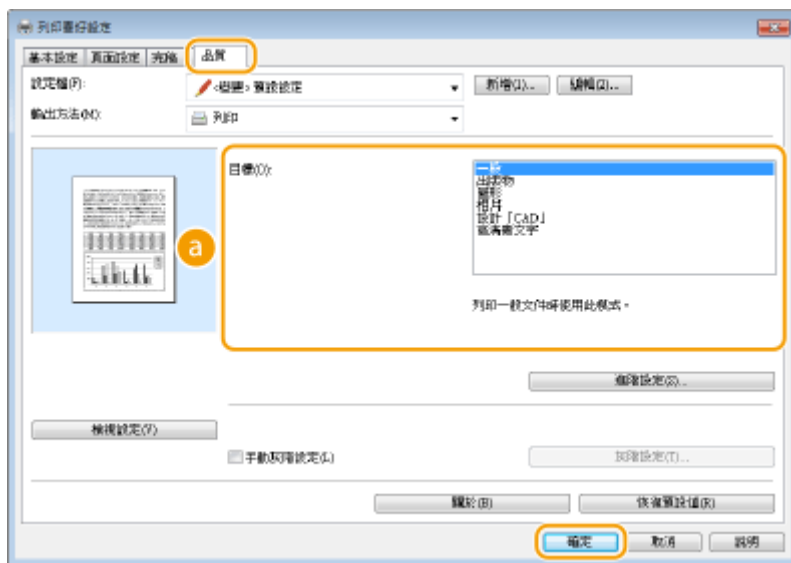 列印喜好設定
基本設定 頁面設定 完稿 品質
設定檔(F): <變更> 預設設定 新增(1)... 編輯(2)...
輸出方法(M): 列印
目標(O):
一般
出版物
圖形
相片
設計「CAD」
高清晰文字
a
列印一般文件時使用此模式。
進階設定(S)...
檢視設定(V)
手動灰階設定(L) 灰階設定(T)...
關於(B) 恢復預設值(R)
確定 取消 說明